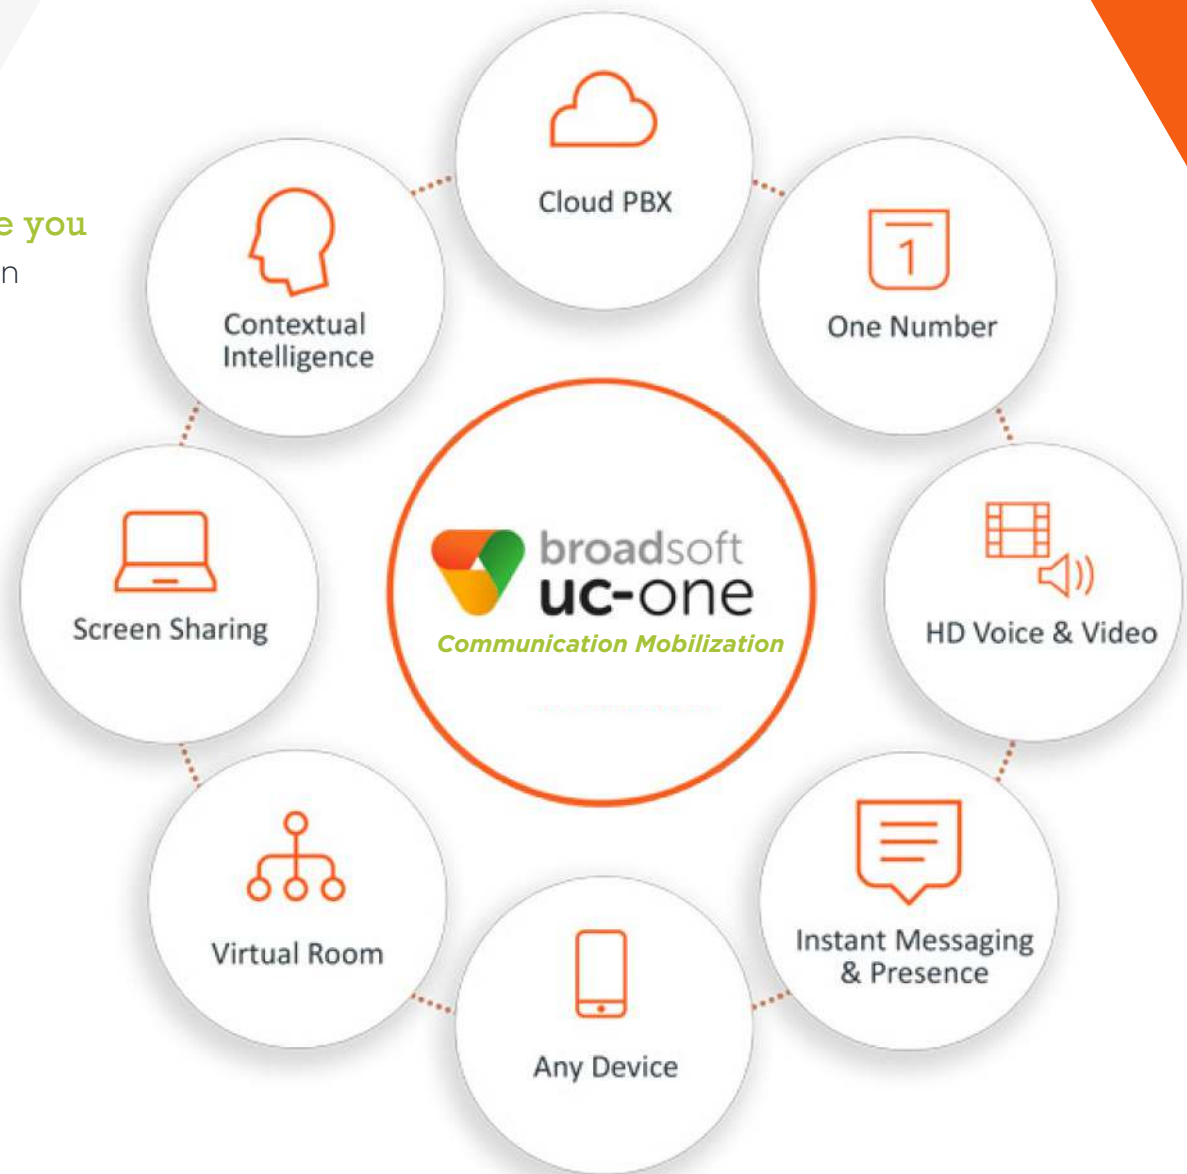 e you
n
Cloud PBX
1
One Number
HD Voice & Video
Instant Messaging
& Presence
Any Device
Virtual Room
Screen Sharing
Contextual
Intelligence
broadsoft
uc-one
Communication Mobilization